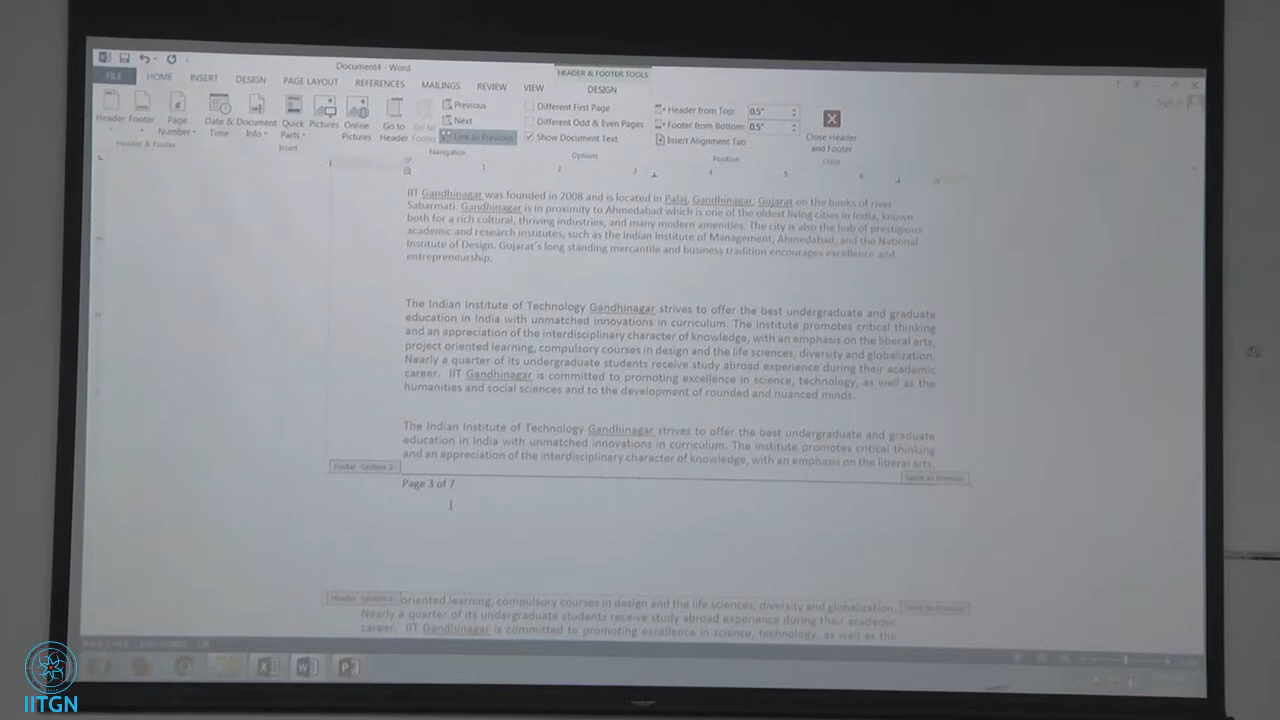 Document4 - Word
HEADER & FOOTER TOOLS
FILE HOME INSERT DESIGN PAGE LAYOUT REFERENCES MAILINGS REVIEW VIEW DESIGN
Sign in
Header Footer Page Number
Date & Time Document Info Quick Parts Pictures Online Pictures
Go to Header Go to Footer
Previous
Next
Link to Previous
Different First Page
Different Odd & Even Pages
Show Document Text
Header from Top: 0.5"
Footer from Bottom: 0.5"
Insert Alignment Tab
Close Header and Footer
Header & Footer Insert Navigation Options Position Close
1 1 2 3 4 5 6
IIT Gandhinagar was founded in 2008 and is located in Palaj, Gandhinagar, Gujarat on the banks of river
Sabarmati. Gandhinagar is in proximity to Ahmedabad which is one of the oldest living cities in India, known
both for a rich cultural, thriving industries, and many modern amenities. The city is also the hub of prestigious
academic and research institutes, such as the Indian Institute of Management, Ahmedabad, and the National
Institute of Design. Gujarat's long standing mercantile and business tradition encourages excellence and
entrepreneurship.
The Indian Institute of Technology Gandhinagar strives to offer the best undergraduate and graduate
education in India with unmatched innovations in curriculum. The institute promotes critical thinking
and an appreciation of the interdisciplinary character of knowledge, with an emphasis on the liberal arts,
project oriented learning, compulsory courses in design and the life sciences, diversity and globalization.
Nearly a quarter of its undergraduate students receive study abroad experience during their academic
career. IIT Gandhinagar is committed to promoting excellence in science, technology, as well as the
humanities and social sciences and to the development of rounded and nuanced minds.
The Indian Institute of Technology Gandhinagar strives to offer the best undergraduate and graduate
education in India with unmatched innovations in curriculum. The institute promotes critical thinking
and an appreciation of the interdisciplinary character of knowledge, with an emphasis on the liberal arts,
Same as Previous
Page 3 of 7
oriented learning, compulsory courses in design and the life sciences, diversity and globalization.
Same as Previous
Nearly a quarter of its undergraduate students receive study abroad experience during their academic
career. IIT Gandhinagar is committed to promoting excellence in science, technology, as well as the
IITGN